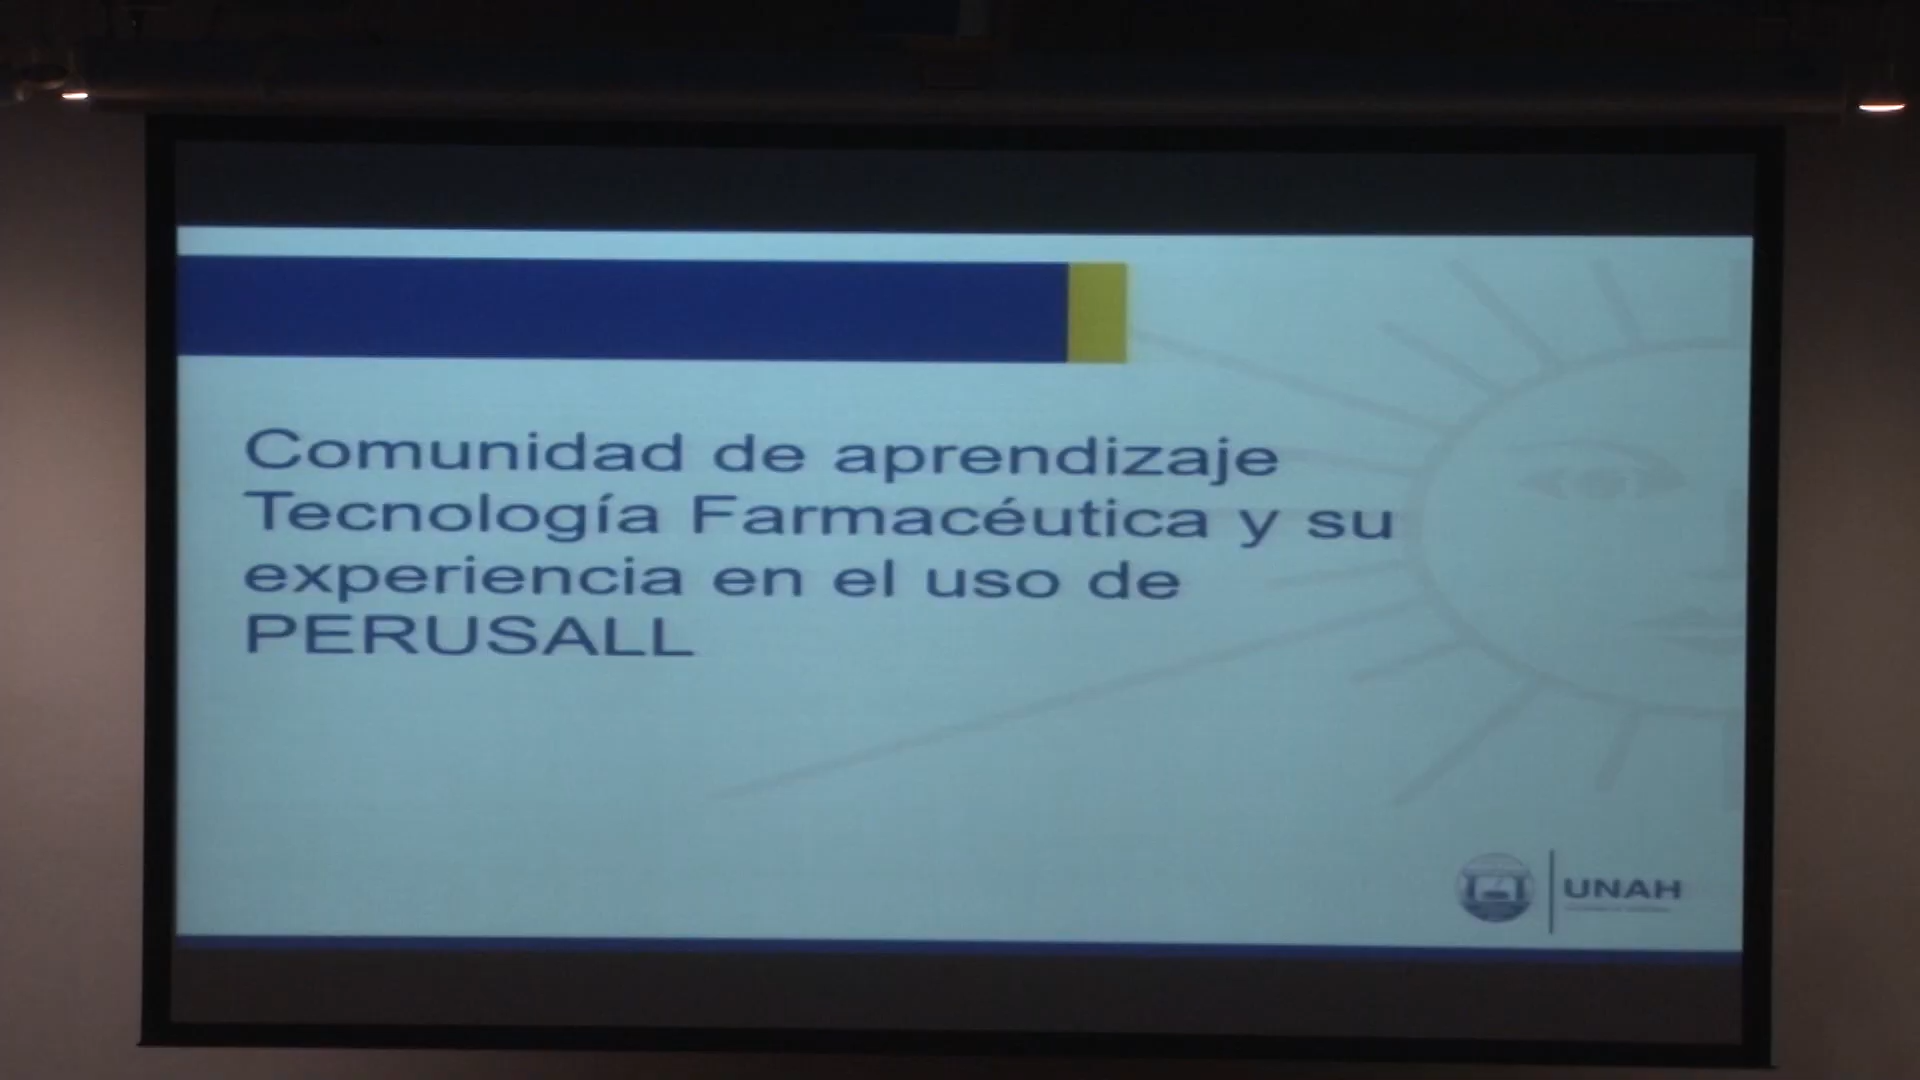 Comunidad de aprendizaje
Tecnología Farmacéutica y su
experiencia en el uso de
PERUSALL
UNAH